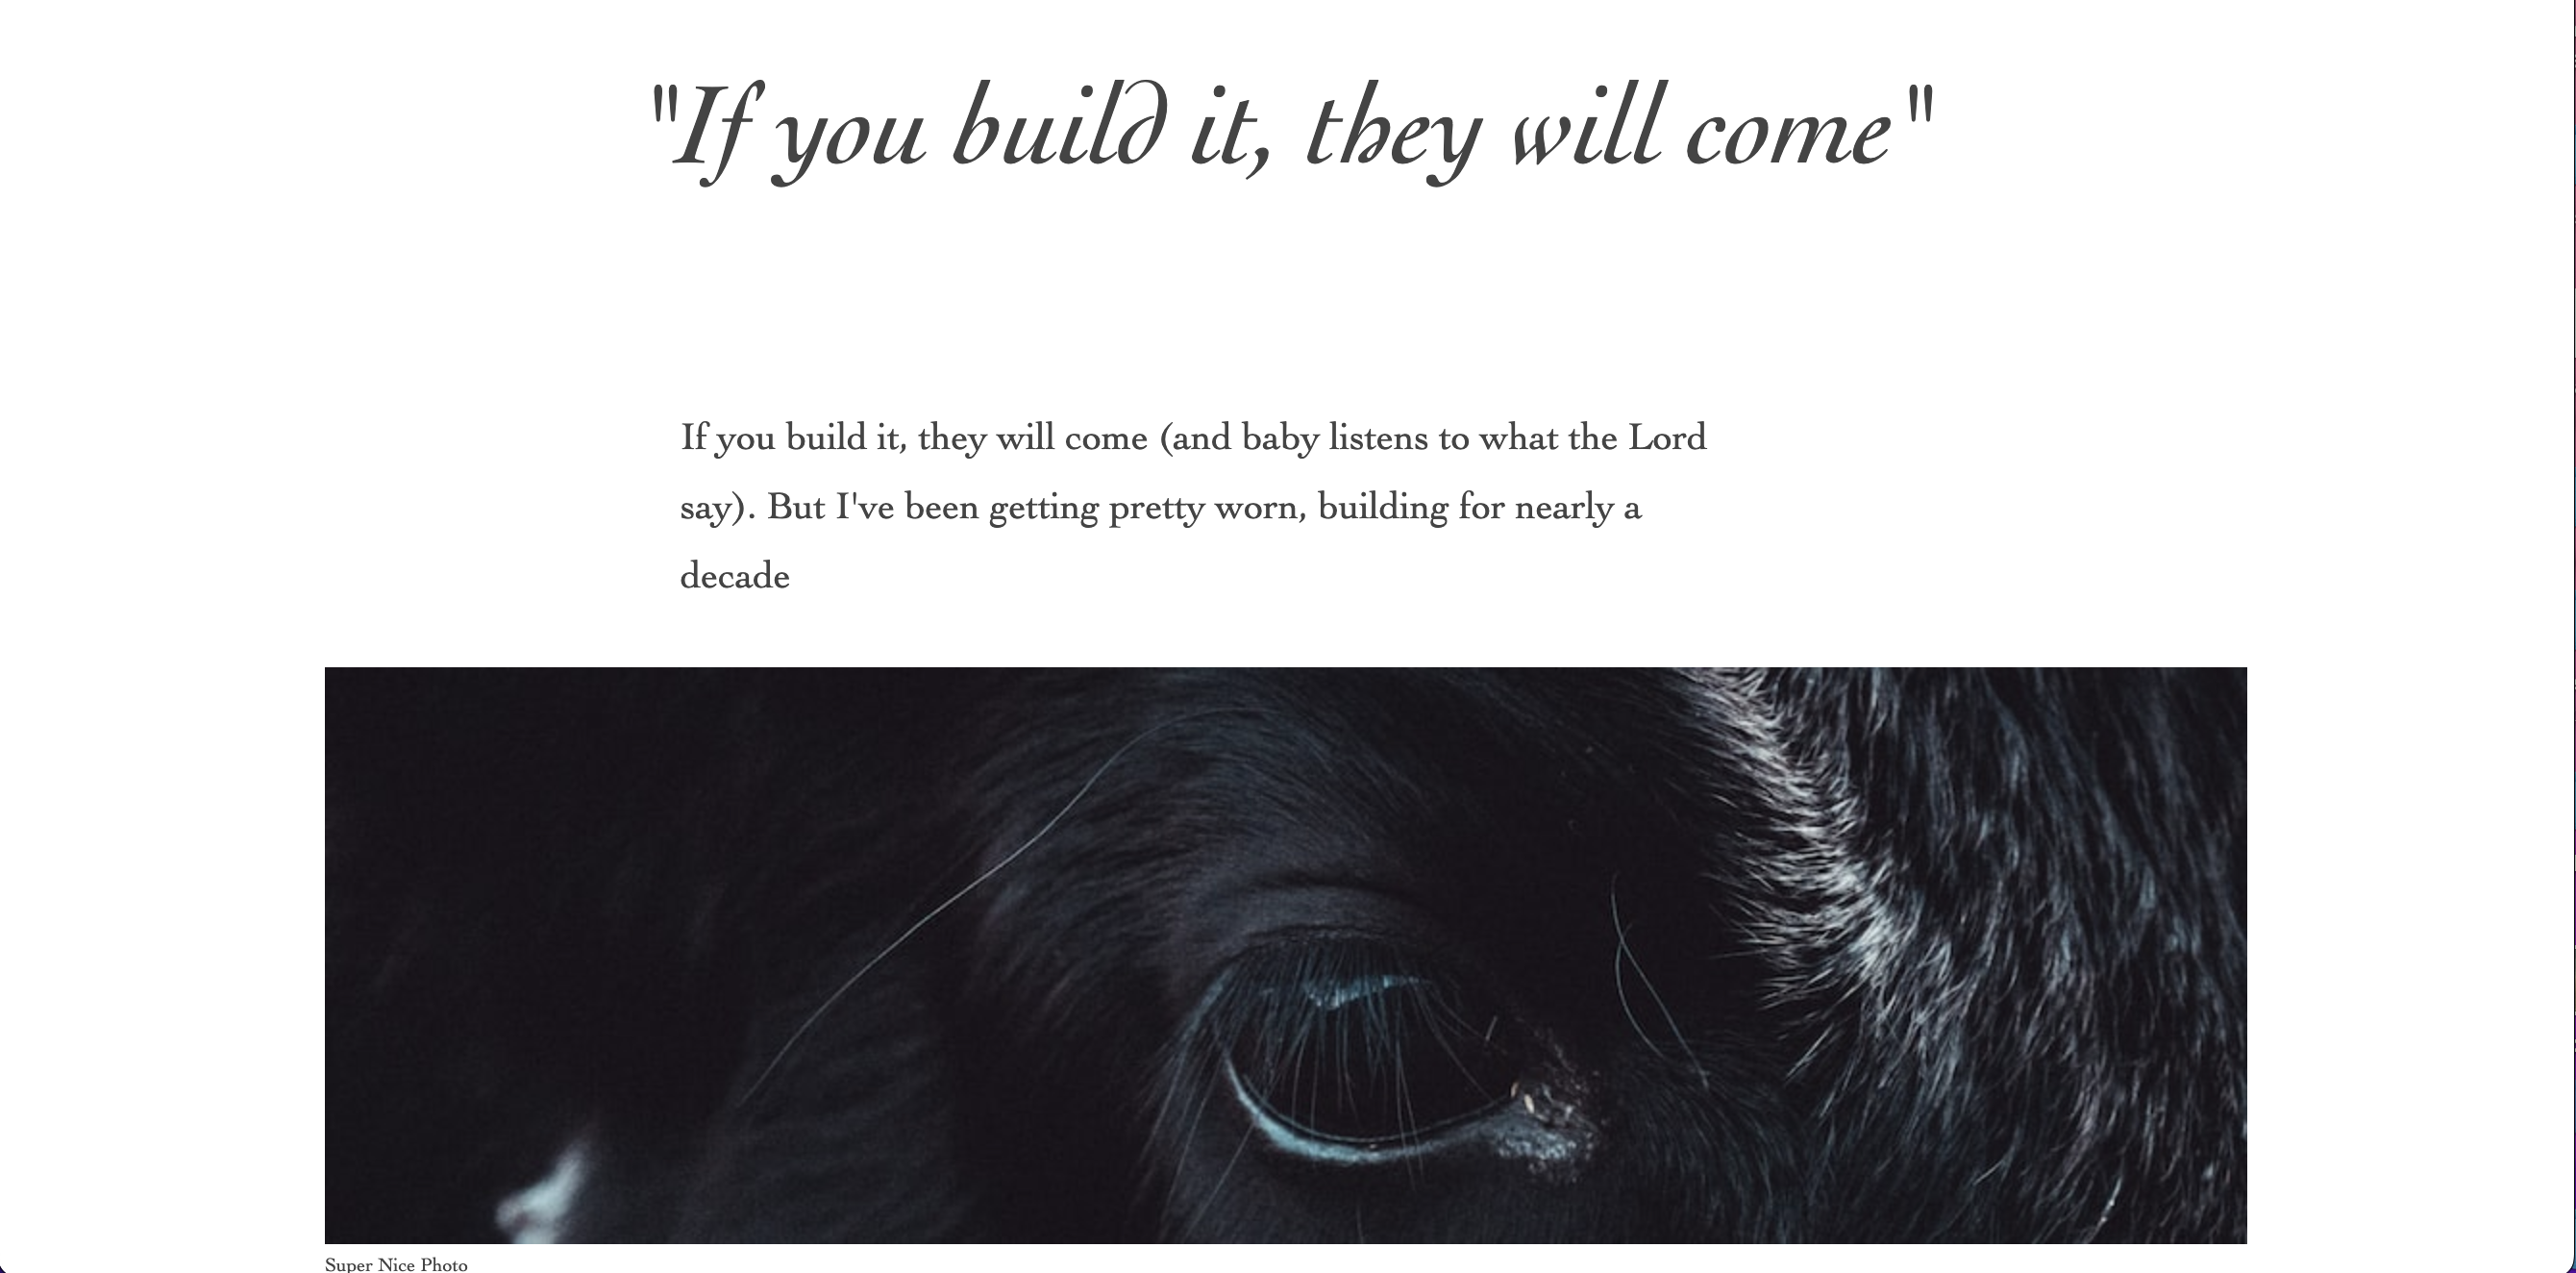 "If you build it, they will come"
If you build it, they will come (and baby listens to what the Lord
say). But I've been getting pretty worn, building for nearly a
decade
Super Nice Photo